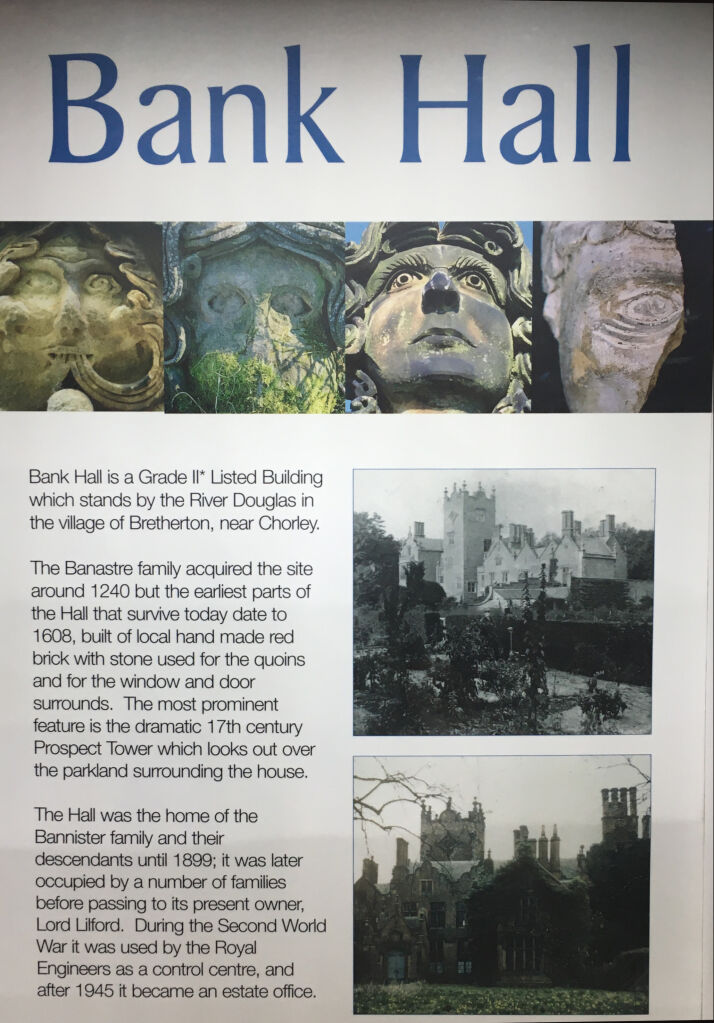 Bank Hall
Bank Hall is a Grade II* Listed Building
which stands by the River Douglas in
the village of Bretherton, near Chorley.
The Banastre family acquired the site
around 1240 but the earliest parts of
the Hall that survive today date to
1608, built of local hand made red
brick with stone used for the quoins
and for the window and door
surrounds. The most prominent
feature is the dramatic 17th century
Prospect Tower which looks out over
the parkland surrounding the house.
The Hall was the home of the
Bannister family and their
descendants until 1899; it was later
occupied by a number of families
before passing to its present owner,
Lord Lilford. During the Second World
War it was used by the Royal
Engineers as a control centre, and
after 1945 it became an estate office.